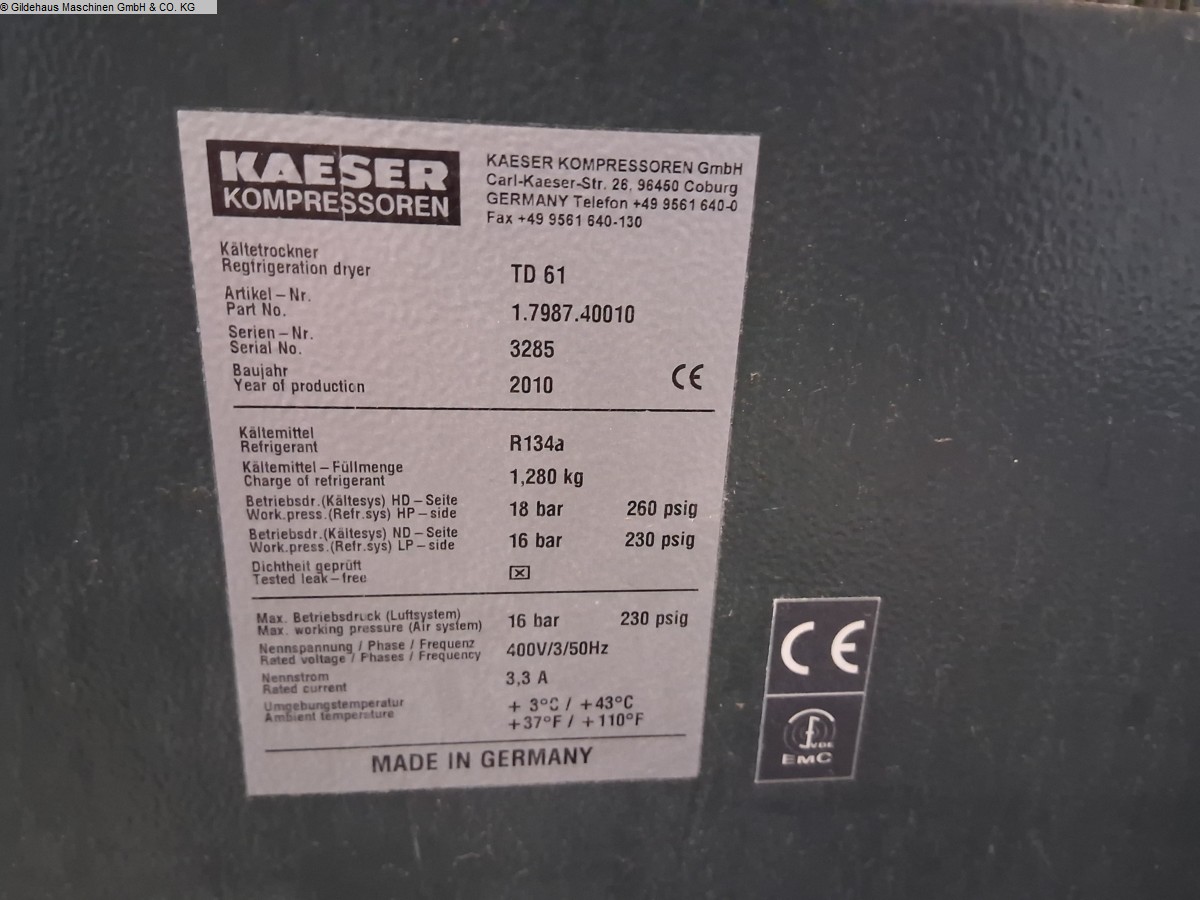 © Gildehaus Maschinen GmbH & CO. KG
KAESER
KOMPRESSOREN
KAESER KOMPRESSOREN GmbH
Carl-Kaeser-Str. 26, 96450 Coburg
GERMANY Telefon +49 9561 640-0
Fax +49 9561 640-130
Kältetrockner
Regfrigeration dryer TD 61
Artikel – Nr.
Part No. 1.7987.40010
Serien – Nr.
Serial No. 3285
Baujahr
Year of production 2010 CE
Kältemittel
Refrigerant R134a
Kältemittel – Füllmenge
Charge of refrigerant 1,280 kg
Betriebsdr.(Kältesys) HD – Seite
Work.press.(Refr.sys) HP – side 18 bar 260 psig
Betriebsdr.(Kältesys) ND – Seite
Work.press.(Refr.sys) LP – side 16 bar 230 psig
Dichtheit geprüft
Tested leak – free ☒
Max. Betriebsdruck (Luftsystem)
Max. working pressure (Air system) 16 bar 230 psig
Nennspannung / Phase / Frequenz
Rated voltage / Phases / Frequency 400V/3/50Hz
Nennstrom
Rated current 3,3 A
Umgebungstemperatur + 3°C / +43°C
Ambient temperature +37°F / +110°F
MADE IN GERMANY
CE
VDE
EMC